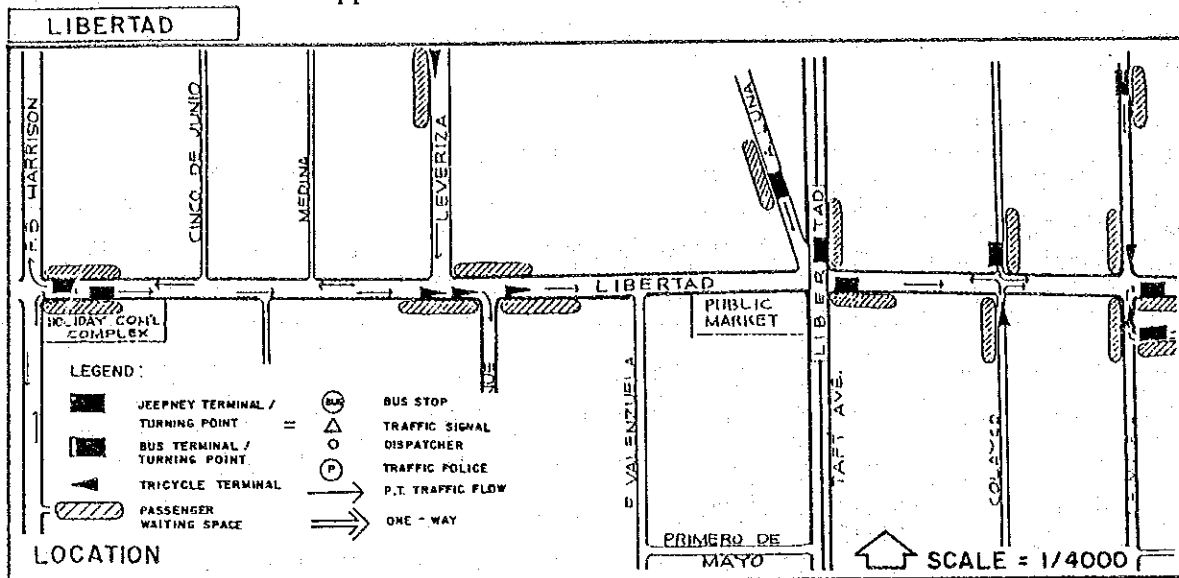 LIBERTAD
F.B HARRISON
CINCO DE JUNIO
MEDINA
LEVERIZA
LUNA
LIBERTAD
LIBERTAD
PUBLIC
MARKET
HOLIDAY COM'L
COMPLEX
P VALENZUELA
TAFT AVE.
PRIMERO DE
MAYO
LEGEND :
JEEPNEY TERMINAL /
TURNING POINT
=
BUS TERMINAL /
TURNING POINT
TRICYCLE TERMINAL
PASSENGER
WAITING SPACE
BUS STOP
TRAFFIC SIGNAL
DISPATCHER
P
TRAFFIC POLICE
P.T. TRAFFIC FLOW
ONE - WAY
LOCATION
SCALE = 1/4000